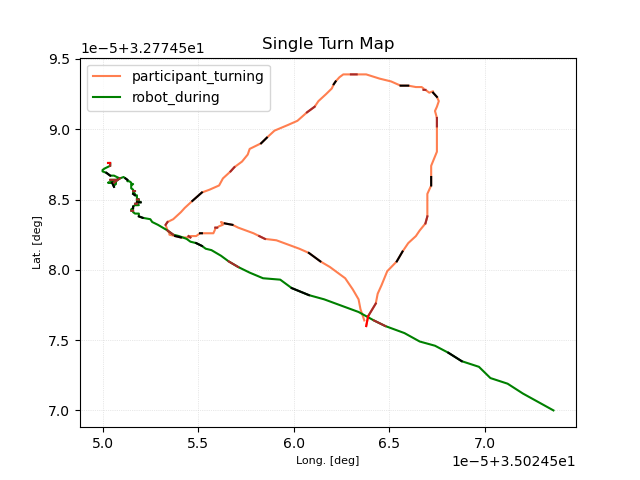 Single Turn Map
1e−5+3.27745e1
participant_turning
robot_during
9.5
9.0
8.5
8.0
7.5
7.0
Lat. [deg]
5.0 5.5 6.0 6.5 7.0
Long. [deg]
1e−5+3.50245e1